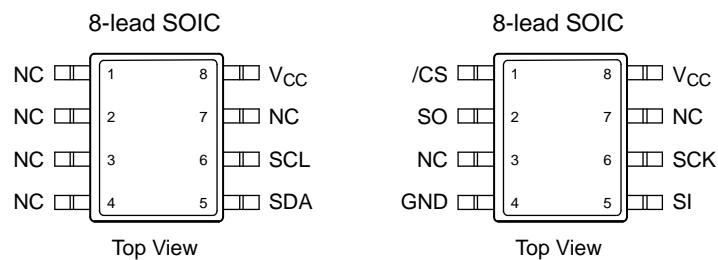 8-lead SOIC
NC 1 8 VCC
NC 2 7 NC
NC 3 6 SCL
NC 4 5 SDA
Top View
8-lead SOIC
/CS 1 8 VCC
SO 2 7 NC
NC 3 6 SCK
GND 4 5 SI
Top View